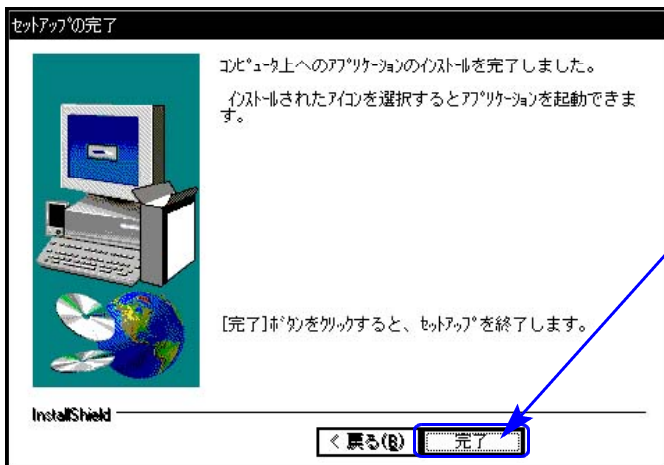 ｾｯﾄｱｯﾌﾟの完了
ｺﾝﾋﾟｭｰﾀ上へのｱﾌﾟﾘｹｰｼｮﾝのｲﾝｽﾄｰﾙを完了しました。
ｲﾝｽﾄｰﾙされたｱｲｺﾝを選択するとｱﾌﾟﾘｹｰｼｮﾝを起動できま
す。
[完了]ﾎﾞﾀﾝをｸﾘｯｸすると、ｾｯﾄｱｯﾌﾟを終了します。
InstallShield
< 戻る(B)
完了